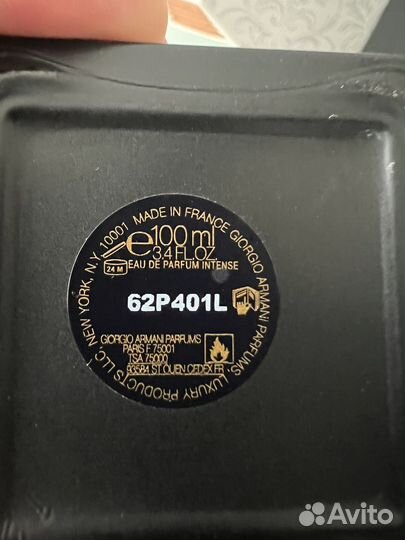 LUXURY PRODUCTS LLC, NEW YORK, N.Y. 10001 MADE IN FRANCE GIORGIO ARMANI PARFUMS,
e 100 ml
3.4 FL.OZ.
24 M
EAU DE PARFUM INTENSE
62P401L
GIORGIO ARMANI PARFUMS
PARIS F 75001
TSA 75000
93584 ST. OUEN CEDEX FR
Avito